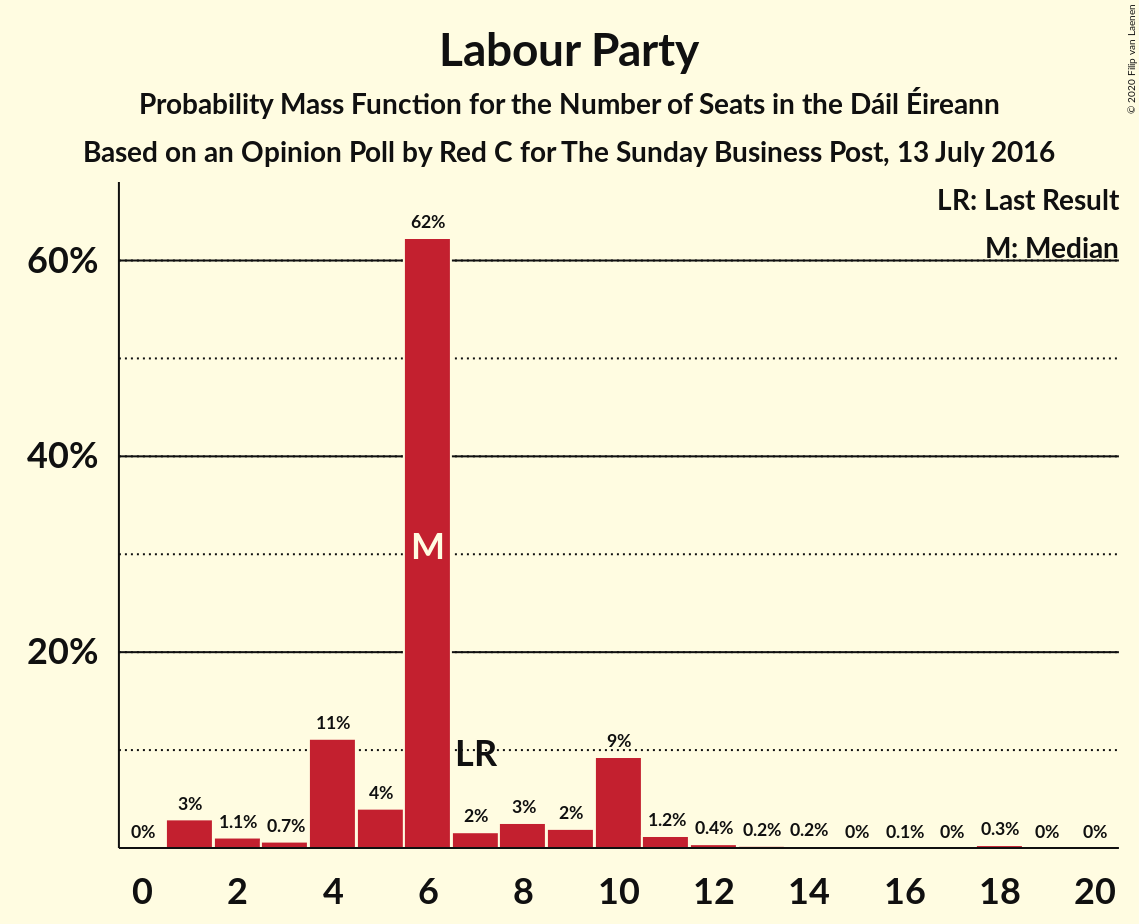 Labour Party
Probability Mass Function for the Number of Seats in the Dáil Éireann
Based on an Opinion Poll by Red C for The Sunday Business Post, 13 July 2016
© 2020 Filip van Laenen
LR: Last Result
M: Median
60%
40%
20%
0%
3%
1.1%
0.7%
11%
4%
62%
M
LR
2%
3%
2%
9%
1.2%
0.4%
0.2%
0.2%
0%
0.1%
0%
0.3%
0%
0%
0 2 4 6 8 10 12 14 16 18 20